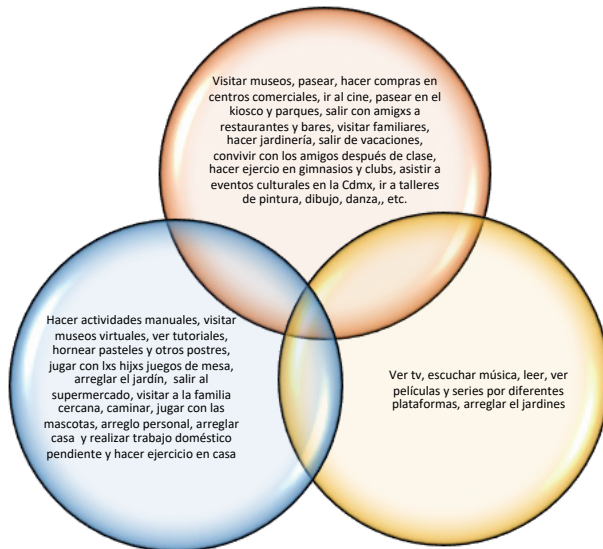 Visitar museos, pasear, hacer compras en
centros comerciales, ir al cine, pasear en el
kiosco y parques, salir con amigxs a
restaurantes y bares, visitar familiares,
hacer jardinería, salir de vacaciones,
convivir con los amigos después de clase,
hacer ejercio en gimnasios y clubs, asistir a
eventos culturales en la Cdmx, ir a talleres
de pintura, dibujo, danza,, etc.
Hacer actividades manuales, visitar
museos virtuales, ver tutoriales,
hornear pasteles y otros postres,
jugar con lxs hijxs juegos de mesa,
arreglar el jardín, salir al
supermercado, visitar a la familia
cercana, caminar, jugar con las
mascotas, arreglo personal, arreglar
casa y realizar trabajo doméstico
pendiente y hacer ejercicio en casa
Ver tv, escuchar música, leer, ver
películas y series por diferentes
plataformas, arreglar el jardines